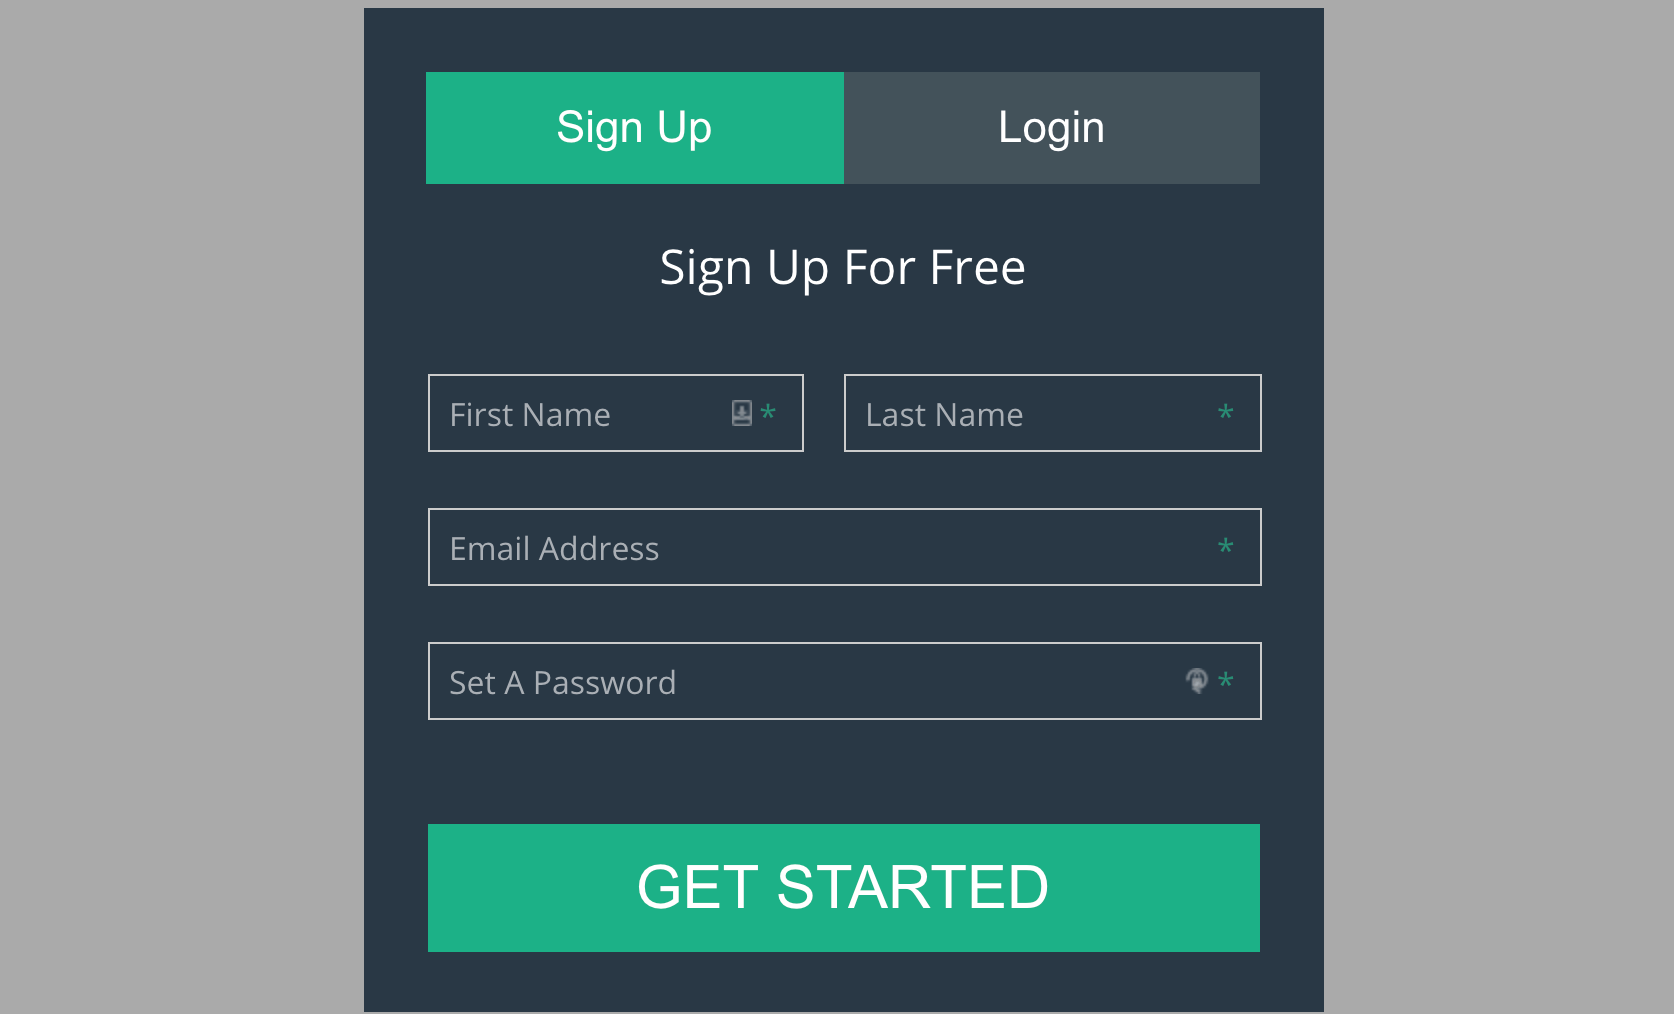 Sign Up Login
Sign Up For Free
First Name * Last Name *
Email Address *
Set A Password *
GET STARTED